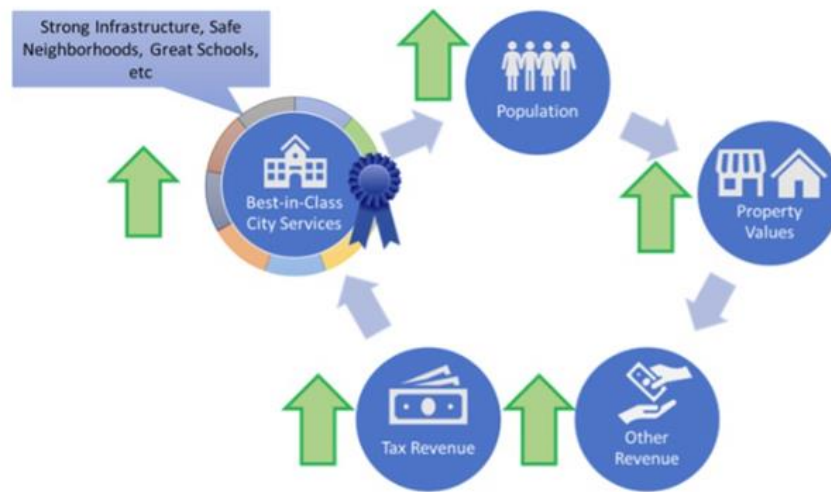 Strong Infrastructure, Safe
Neighborhoods, Great Schools,
etc
Population
Best-in-Class
City Services
Property
Values
Tax Revenue
Other
Revenue